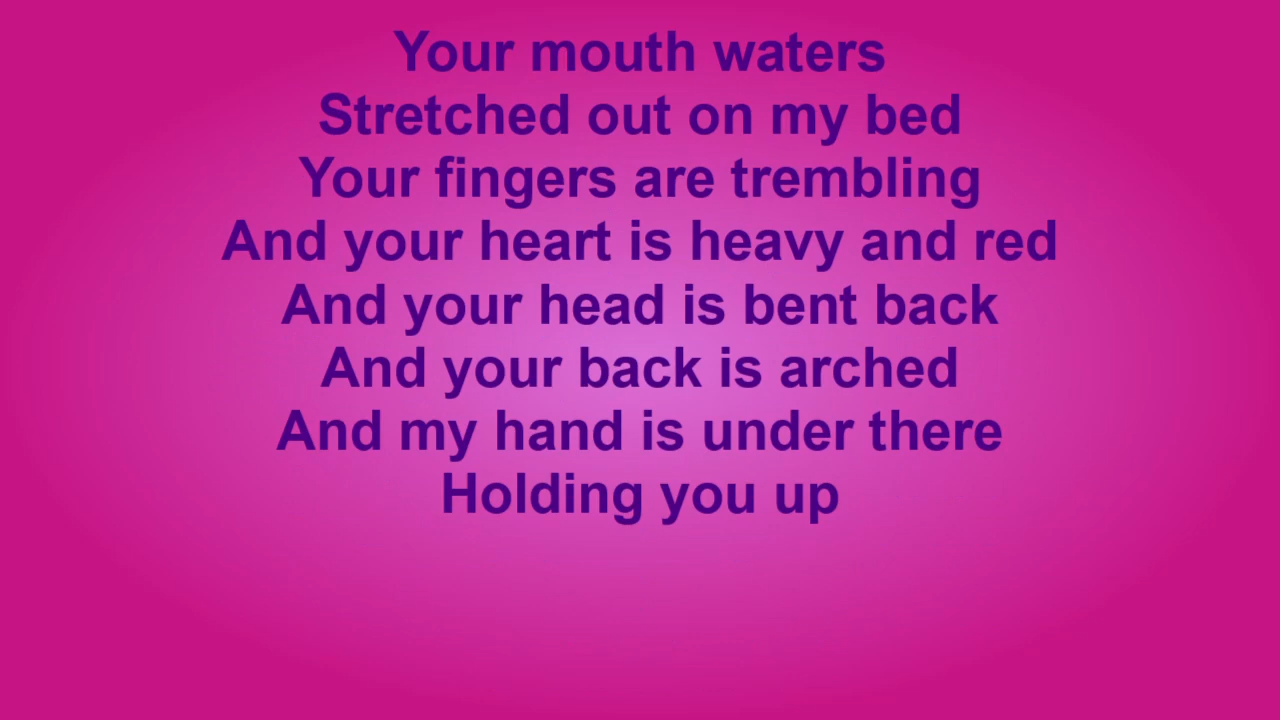 Your mouth waters
Stretched out on my bed
Your fingers are trembling
And your heart is heavy and red
And your head is bent back
And your back is arched
And my hand is under there
Holding you up